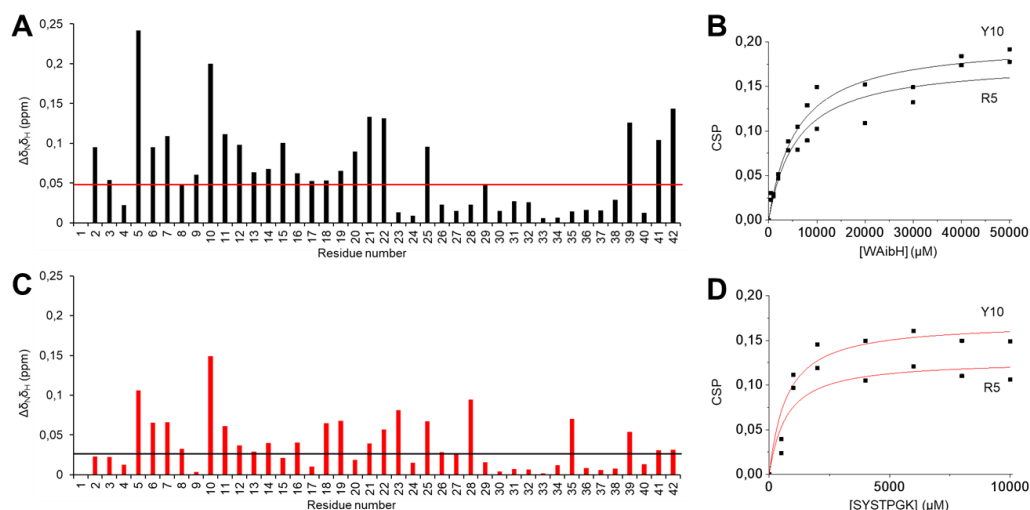 A
0,25
0,2
0,15
0,1
0,05
0
ΔδNδH (ppm)
1 2 3 4 5 6 7 8 9 10 11 12 13 14 15 16 17 18 19 20 21 22 23 24 25 26 27 28 29 30 31 32 33 34 35 36 37 38 39 40 41 42
Residue number
B
0,20
0,15
0,10
0,05
0,00
CSP
Y10
R5
0 10000 20000 30000 40000 50000
[WAibH] (μM)
C
0,25
0,2
0,15
0,1
0,05
0
ΔδNδH (ppm)
1 2 3 4 5 6 7 8 9 10 11 12 13 14 15 16 17 18 19 20 21 22 23 24 25 26 27 28 29 30 31 32 33 34 35 36 37 38 39 40 41 42
Residue number
D
0,20
0,15
0,10
0,05
0,00
CSP
Y10
R5
0 5000 10000
[SYSTPGK] (μM)